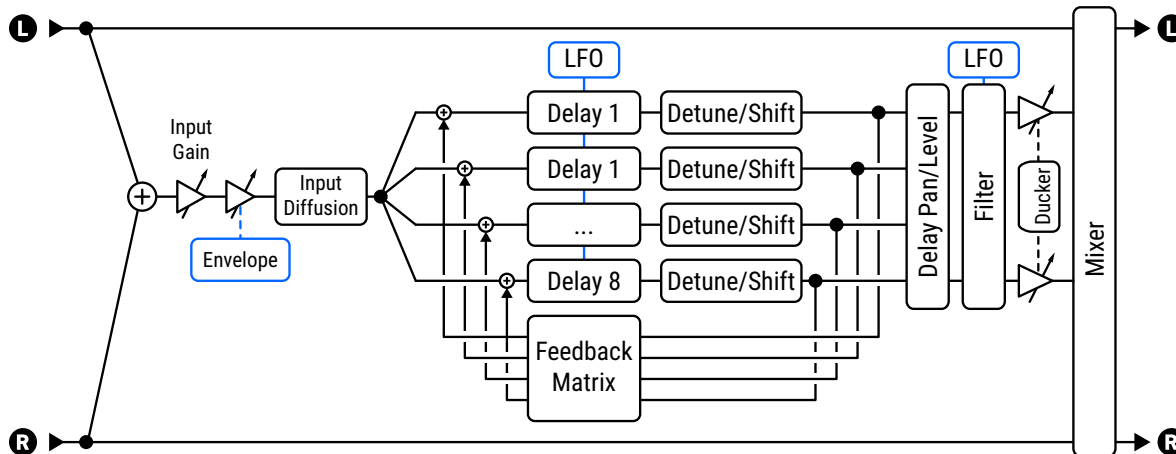 L
L
LFO
LFO
Input
Gain
Delay 1
Detune/Shift
Delay 1
Detune/Shift
Input
Diffusion
...
Detune/Shift
Envelope
Delay 8
Detune/Shift
Feedback
Matrix
Delay Pan/Level
Filter
Ducker
Mixer
R
R